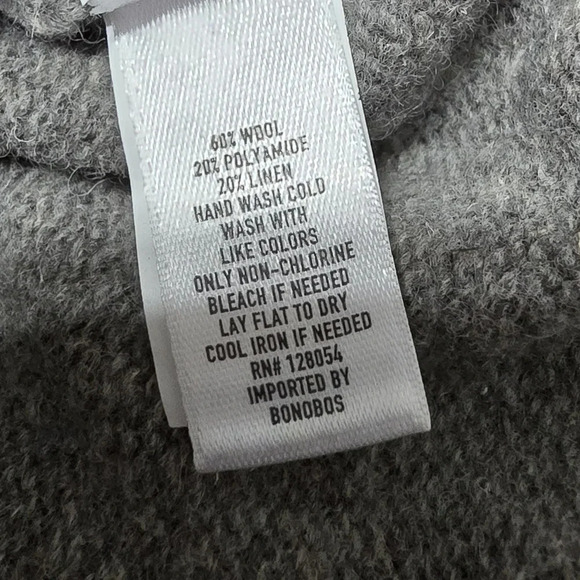 60% WOOL
20% POLYAMIDE
20% LINEN
HAND WASH COLD
WASH WITH
LIKE COLORS
ONLY NON-CHLORINE
BLEACH IF NEEDED
LAY FLAT TO DRY
COOL IRON IF NEEDED
RN# 128054
IMPORTED BY
BONOBOS